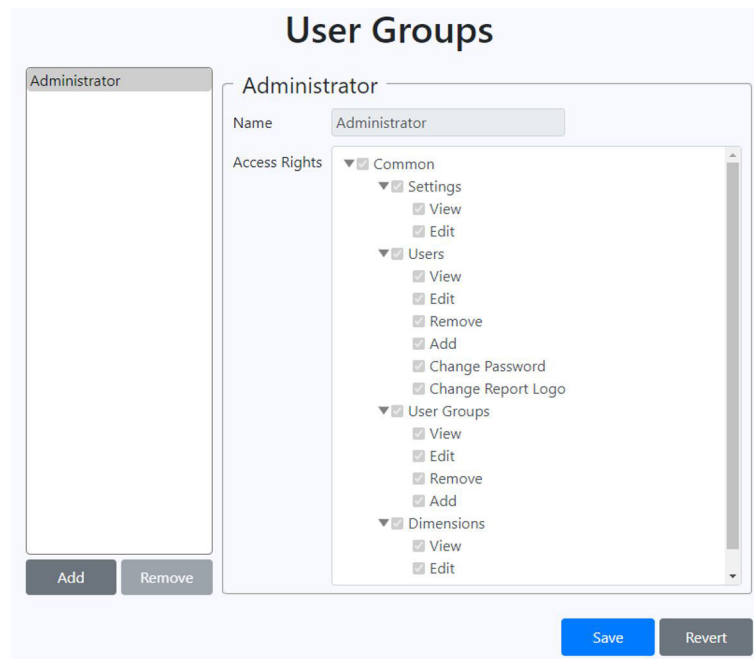 User Groups
Administrator
Add
Remove
Administrator
Name
Administrator
Access Rights
Common
Settings
View
Edit
Users
View
Edit
Remove
Add
Change Password
Change Report Logo
User Groups
View
Edit
Remove
Add
Dimensions
View
Edit
Save
Revert